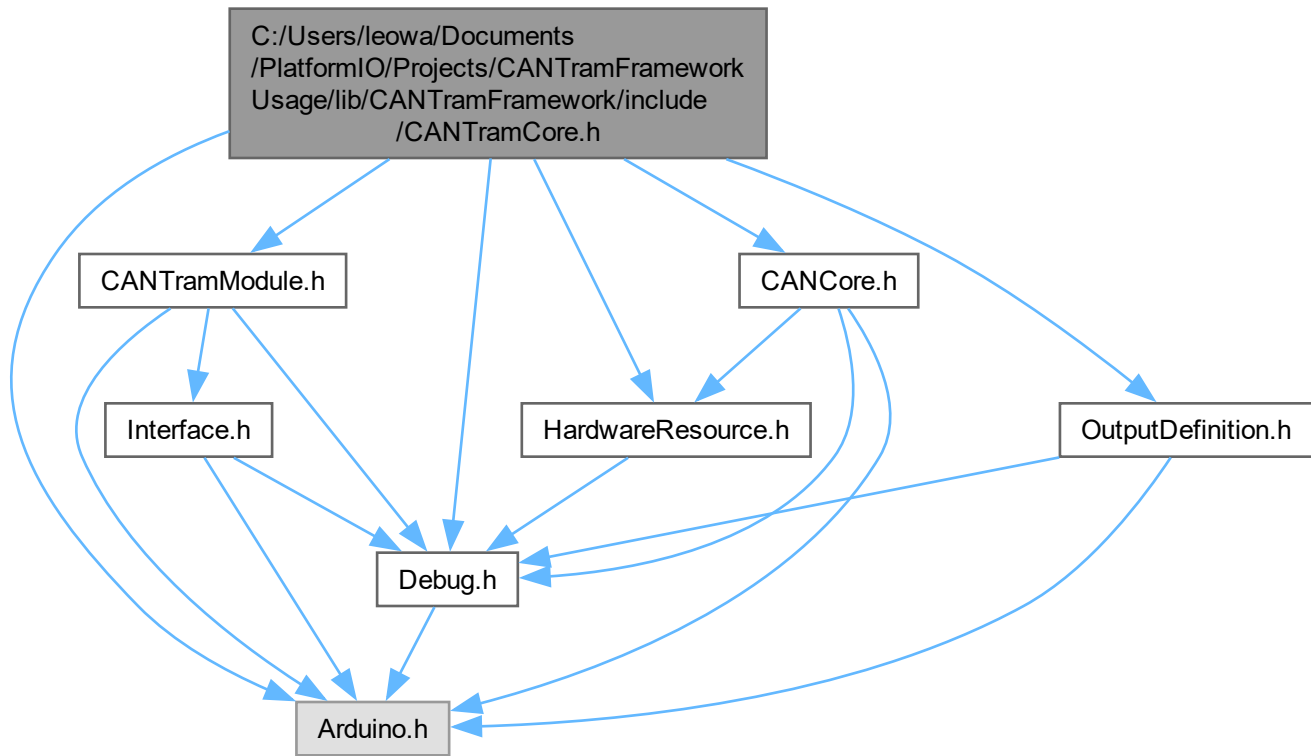 C:/Users/leowa/Documents
/PlatformIO/Projects/CANTramFramework
Usage/lib/CANTramFramework/include
/CANTramCore.h
CANTramModule.h
CANCore.h
Interface.h
HardwareResource.h
OutputDefinition.h
Debug.h
Arduino.h